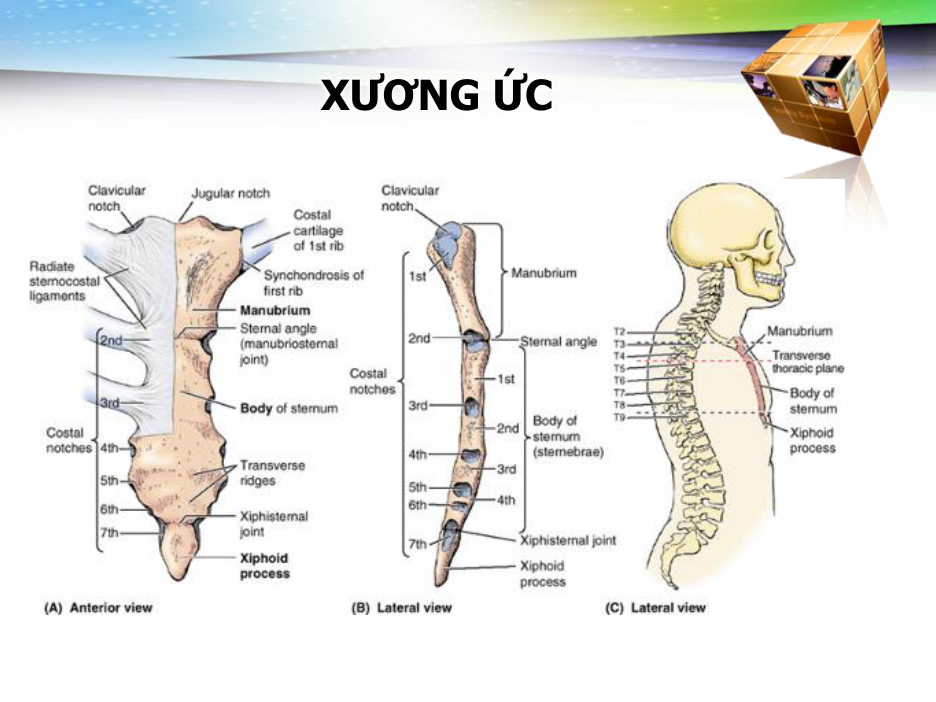 XƯƠNG ỨC
Clavicular
notch
Jugular notch
Costal
cartilage
of 1st rib
Radiate
sternocostal
ligaments
Synchondrosis of
first rib
Manubrium
Sternal angle
(manubriosternal
joint)
2nd
3rd
Body of sternum
Costal
notches
4th
5th
6th
7th
Transverse
ridges
Xiphisternal
joint
Xiphoid
process
(A) Anterior view
Clavicular
notch
1st
Manubrium
2nd
Sternal angle
Costal
notches
1st
3rd
2nd
Body of
sternum
(sternebrae)
4th
3rd
5th
6th
4th
7th
Xiphisternal joint
Xiphoid
process
(B) Lateral view
T2
T3
T4
T5
T6
T7
T8
T9
Manubrium
Transverse
thoracic plane
Body of
sternum
Xiphoid
process
(C) Lateral view